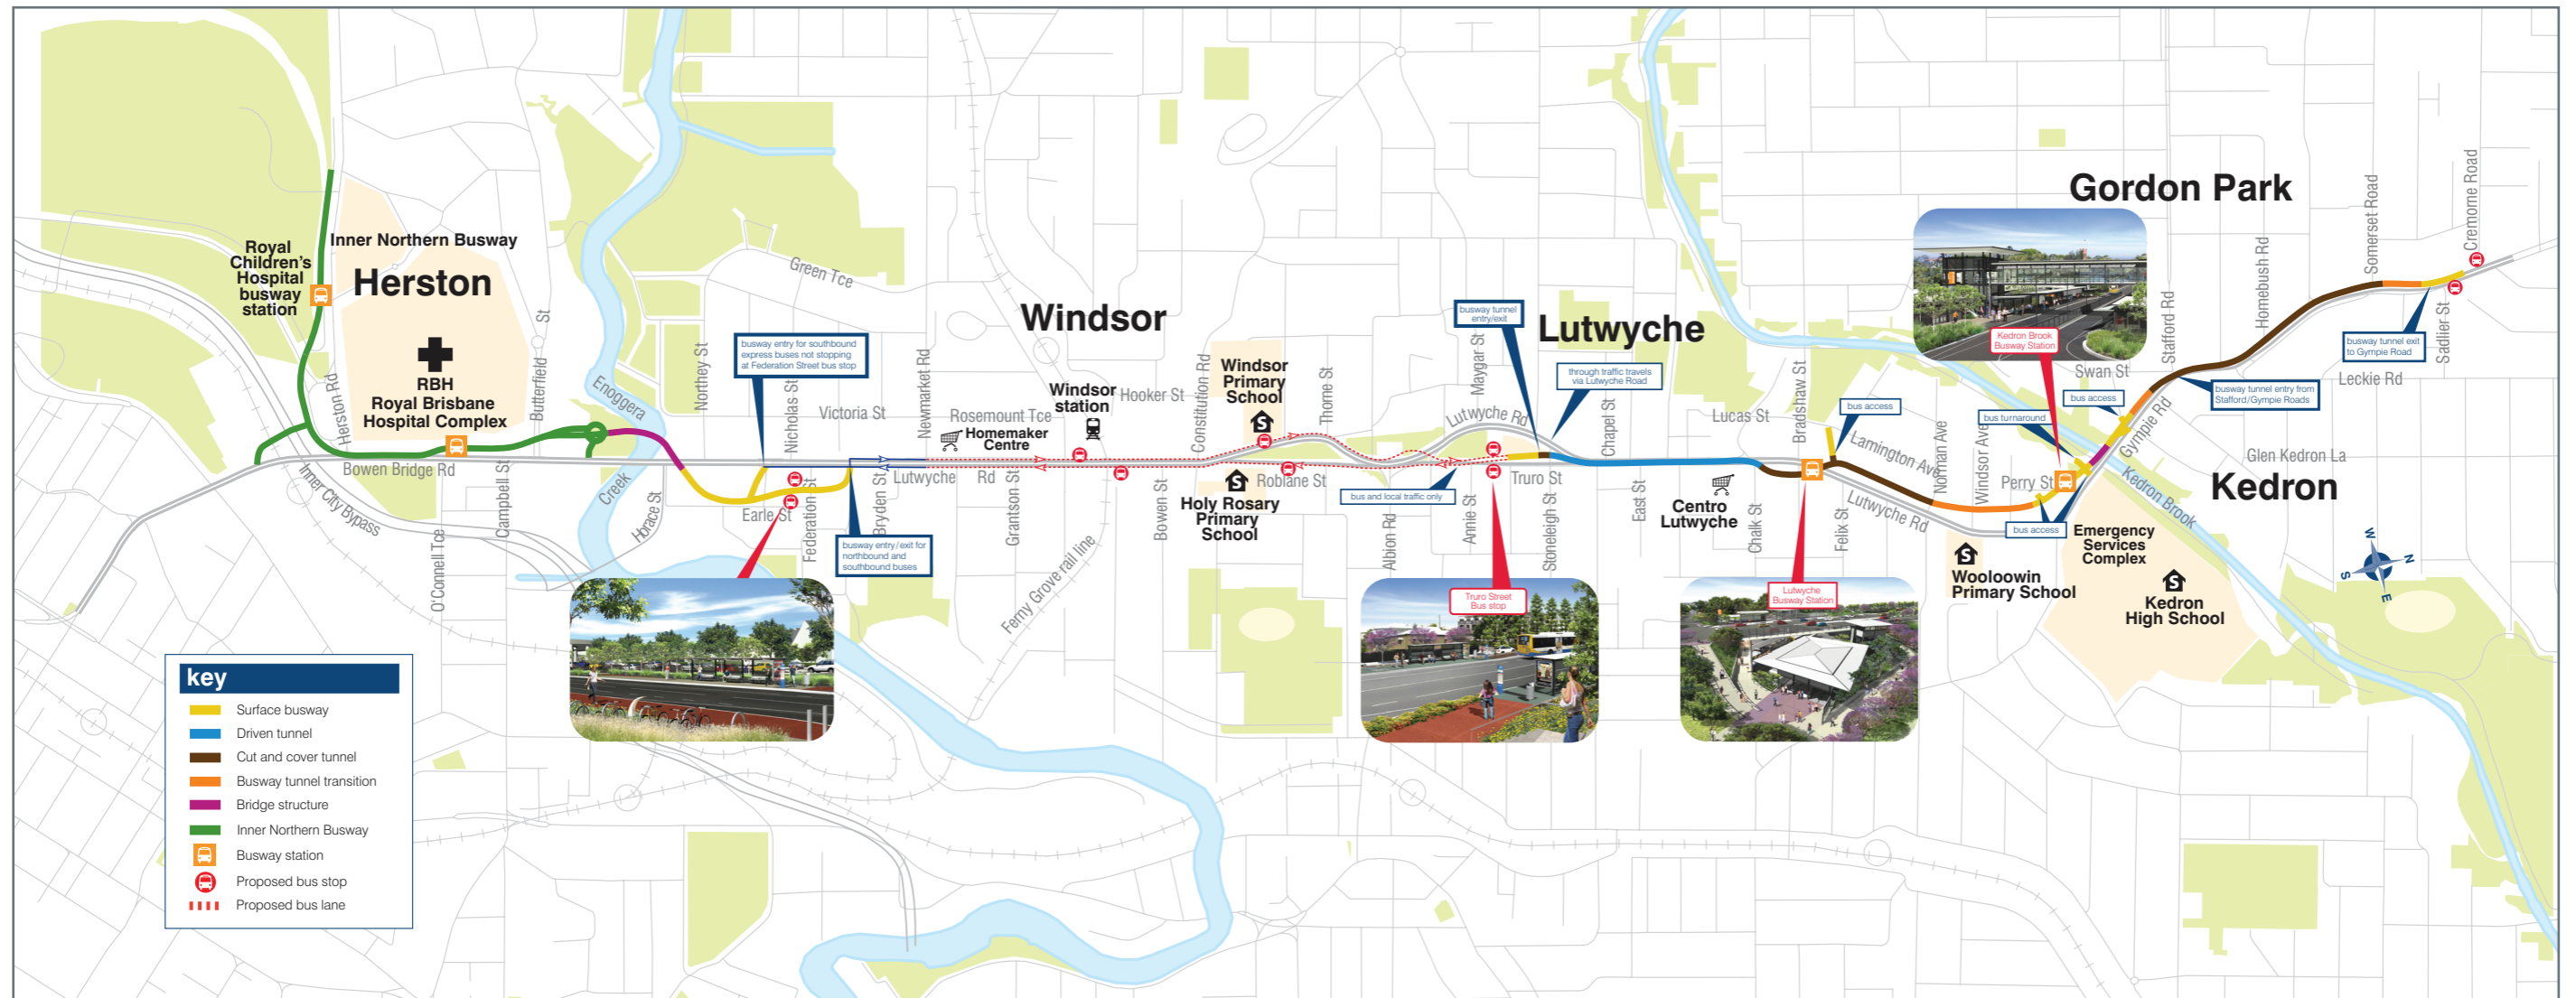 Gordon Park
Royal
Children's
Hospital
busway
station
Inner Northern Busway
Herston
RBH
Royal Brisbane
Hospital Complex
Herston Rd
Butterfield St
Bowen Bridge Rd
Inner City Bypass
O'Connell Tce
Campbell St
Enoggera
Creek
Horace St
Northey St
Green Tce
busway entry for southbound
express buses not stopping
at Federation Street bus stop
Nicholas St
Victoria St
Earle St
Federation St
Bryden St
busway entry/exit for
northbound and
southbound buses
Newmarket Rd
Rosemount Tce
Homemaker
Centre
Lutwyche Rd
Grantson St
Windsor
Windsor
station
Hooker St
Ferny Grove rail line
Bowen St
Constitution Rd
Windsor
Primary
School
S
Holy Rosary
Primary
School
S
Roblane St
Thorne St
bus and local traffic only
Albion Rd
Annie St
Maygar St
Lutwyche Rd
busway tunnel
entry/exit
Lutwyche
through traffic travels
via Lutwyche Road
Truro St
Stoneleigh St
Chapel St
East St
Truro Street
Bus stop
Centro
Lutwyche
Lucas St
Chalk St
Bradshaw St
Felix St
Lutwyche
Busway Station
bus access
Lamington Ave
Lutwyche Rd
Norman Ave
Windsor Ave
Perry St
bus turnaround
bus access
bus access
Kedron Brook
Busway Station
Swan St
Stafford Rd
Gympie Rd
busway tunnel entry from
Stafford/Gympie Roads
Homebush Rd
Glen Kedron La
Kedron
Kedron Brook
Emergency
Services
Complex
S
Wooloowin
Primary School
S
Kedron
High School
Somerset Road
Cremorne Road
Sadlier St
Leckie Rd
busway tunnel exit
to Gympie Road
W
N
S
E
key
Surface busway
Driven tunnel
Cut and cover tunnel
Busway tunnel transition
Bridge structure
Inner Northern Busway
Busway station
Proposed bus stop
Proposed bus lane